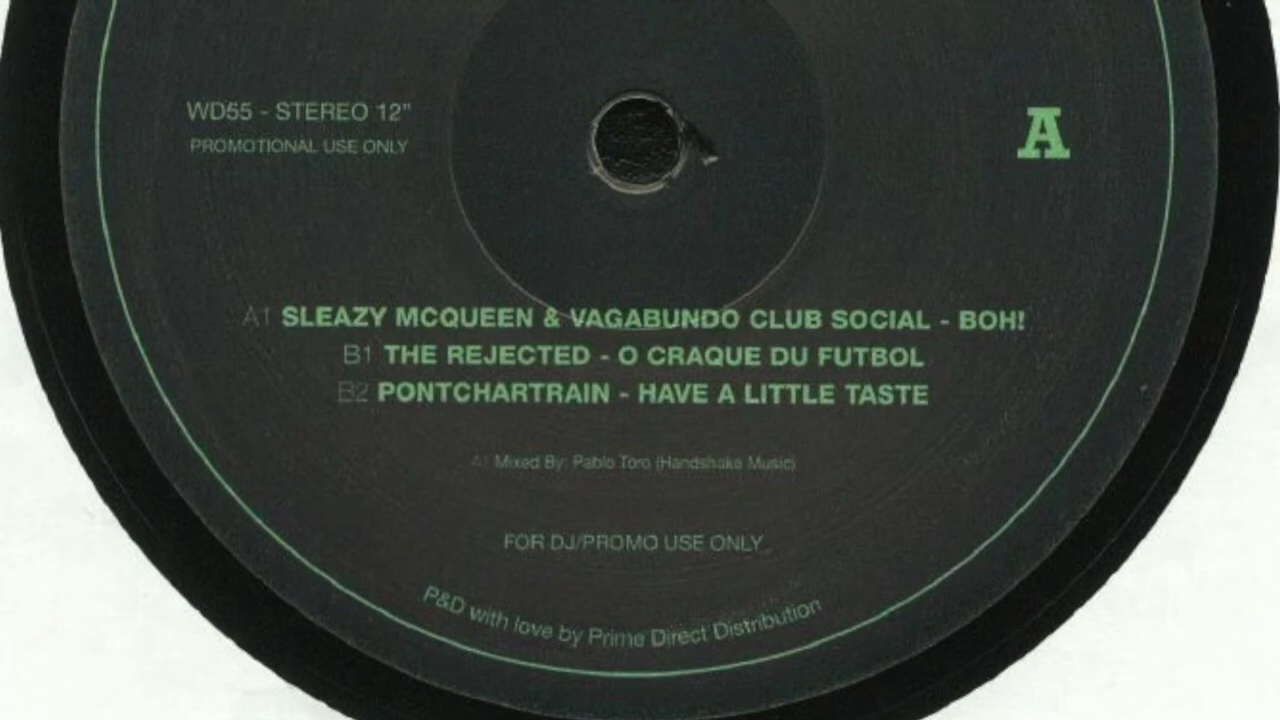 WD55 - STEREO 12"
PROMOTIONAL USE ONLY
A
A1 SLEAZY MCQUEEN & VAGABUNDO CLUB SOCIAL - BOH!
B1 THE REJECTED - O CRAQUE DU FUTBOL
B2 PONTCHARTRAIN - HAVE A LITTLE TASTE
A1 Mixed By: Pablo Toro (Handshake Music)
FOR DJ/PROMO USE ONLY
P&D with love by Prime Direct Distribution